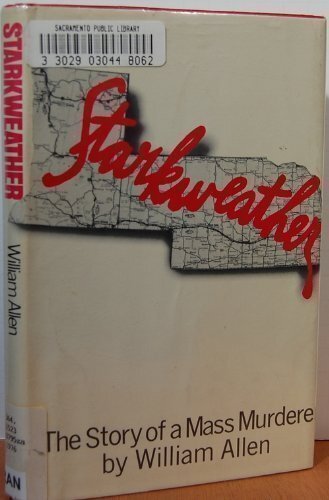 STARKWEATHER
William Allen
SACRAMENTO PUBLIC LIBRARY
3 3029 03044 8062
Starkweather
The Story of a Mass Murdere
by William Allen